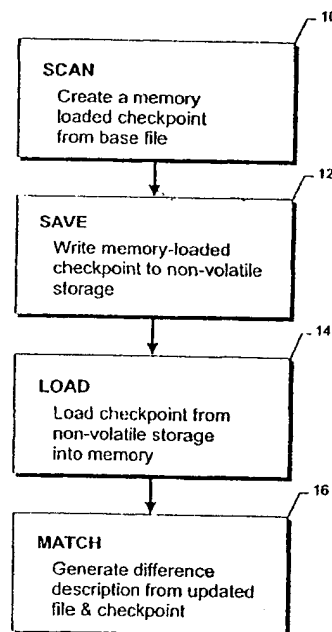 10
SCAN
Create a memory
loaded checkpoint
from base file
12
SAVE
Write memory-loaded
checkpoint to non-volatile
storage
14
LOAD
Load checkpoint from
non-volatile storage
into memory
16
MATCH
Generate difference
description from updated
file & checkpoint